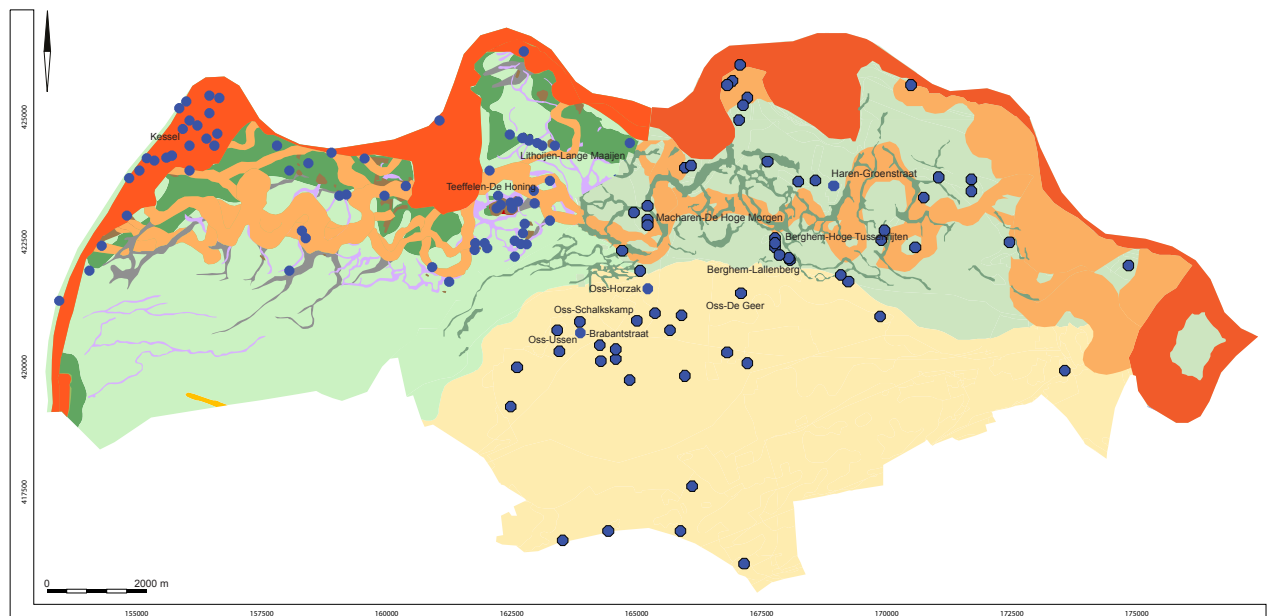 425000
Kessel
Lithoijen-Lange Maaijen
Haren-Groenstraat
Teeffelen-De Honing
422500
Macharen-De Hoge Morgen
Berghem-Hoge Tussenrijten
Berghem-Lallenberg
Oss-Horzak
Oss-De Geer
Oss-Schalkskamp
-Brabantstraat
Oss-Ussen
420000
417500
0 2000 m
155000 157500 160000 162500 165000 167500 170000 172500 175000